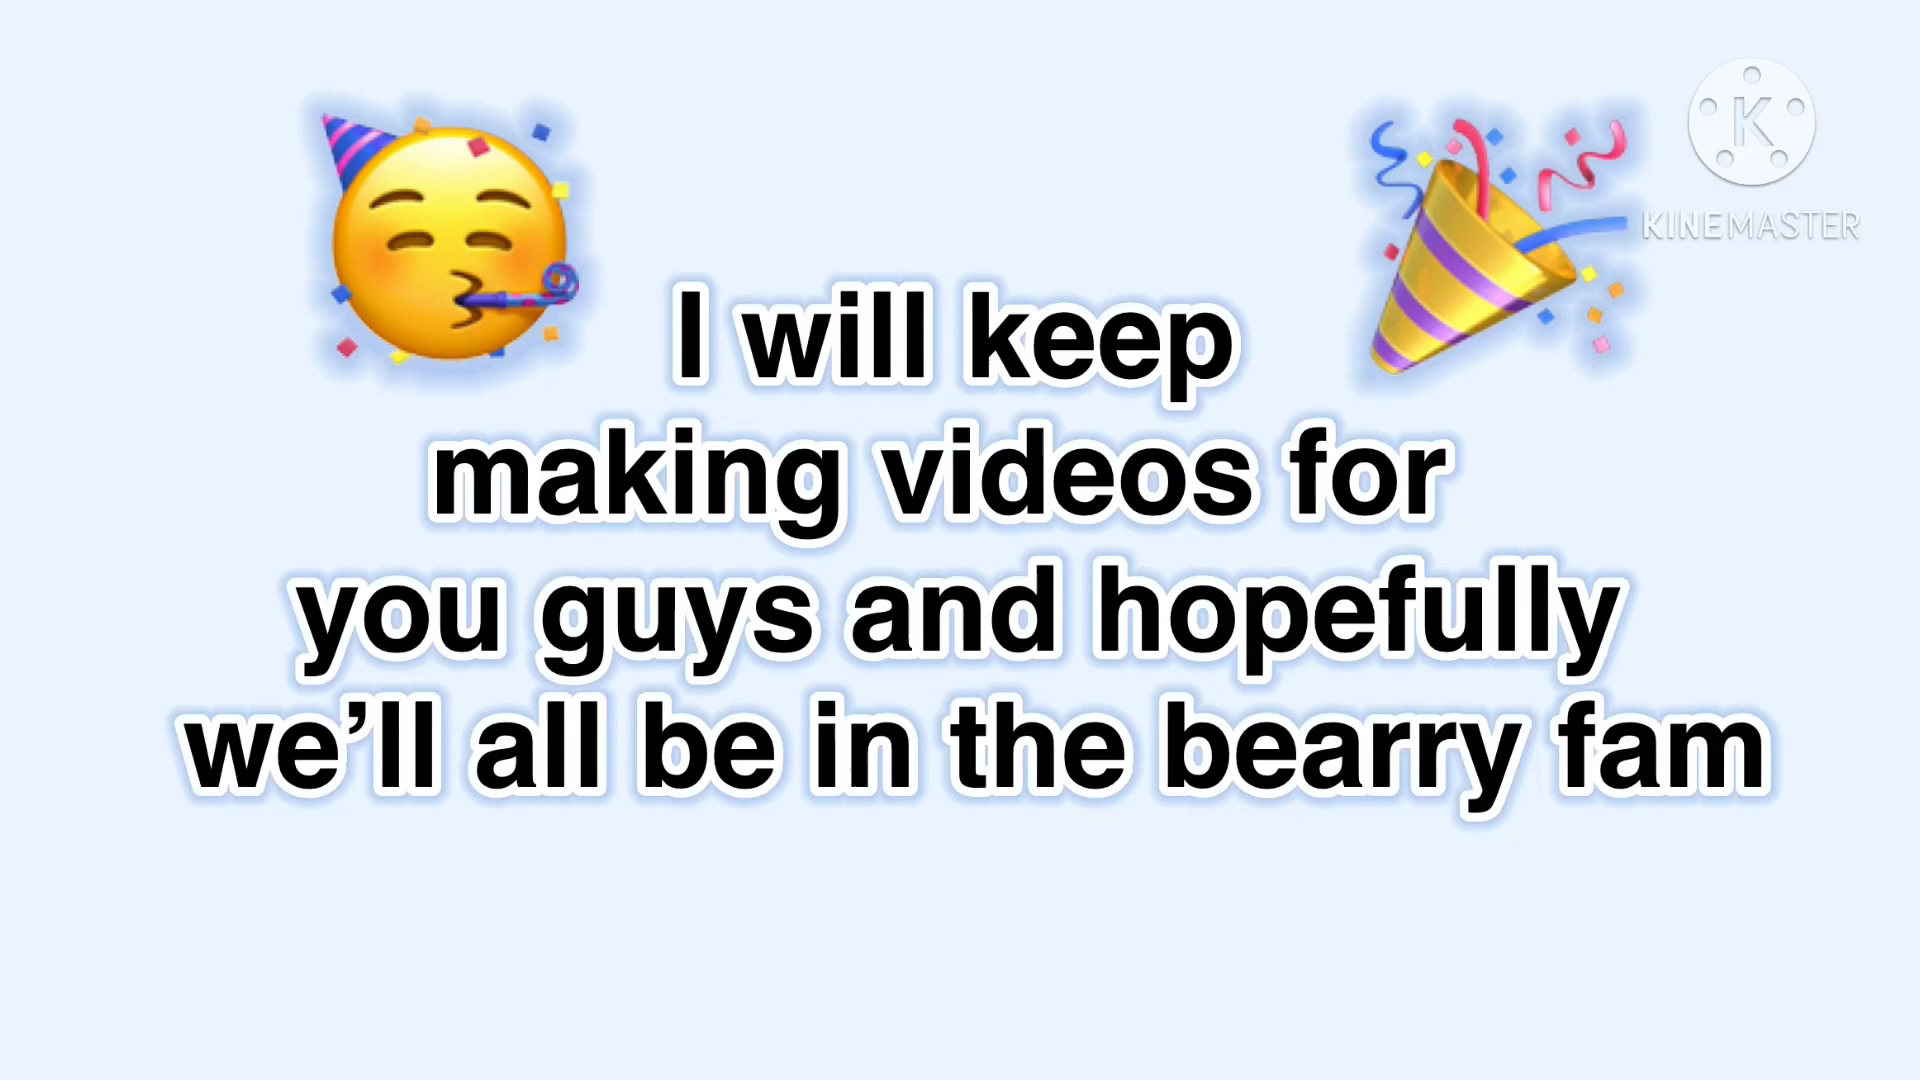 K
KINEMASTER
I will keep
making videos for
you guys and hopefully
we’ll all be in the bearry fam